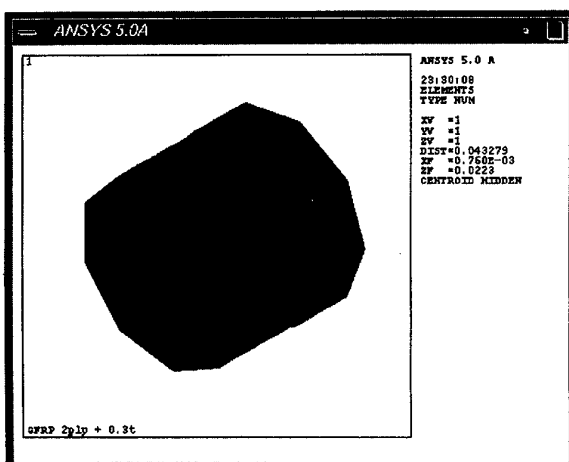 ANSYS 5.0A
1
ANSYS 5.0 A
23:30:08
ELEMENTS
TYPE NUM
XV =1
YV =1
ZV =1
DIST=0.043279
XF =0.760E-03
ZF =0.0223
CENTROID HIDDEN
GFRP 2ply + 0.3t